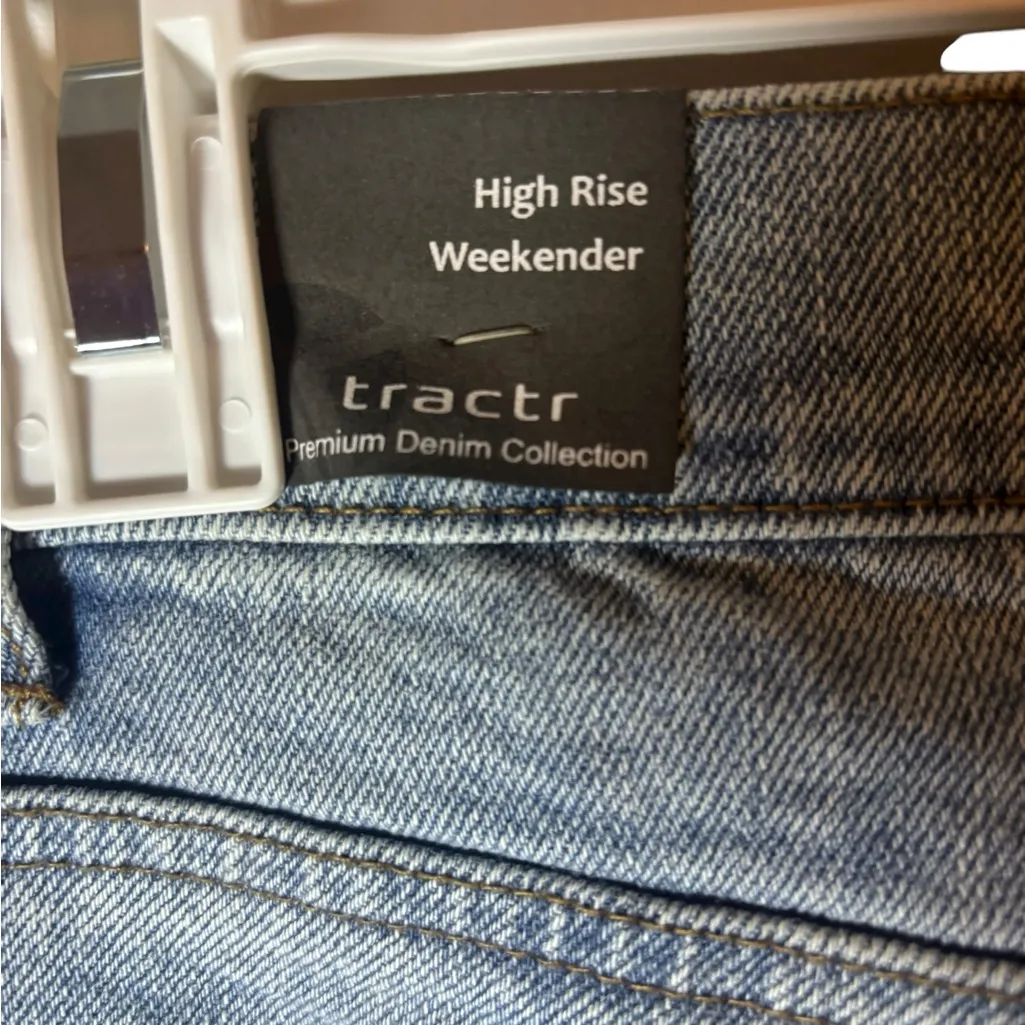 High Rise
Weekender
tractr
Premium Denim Collection